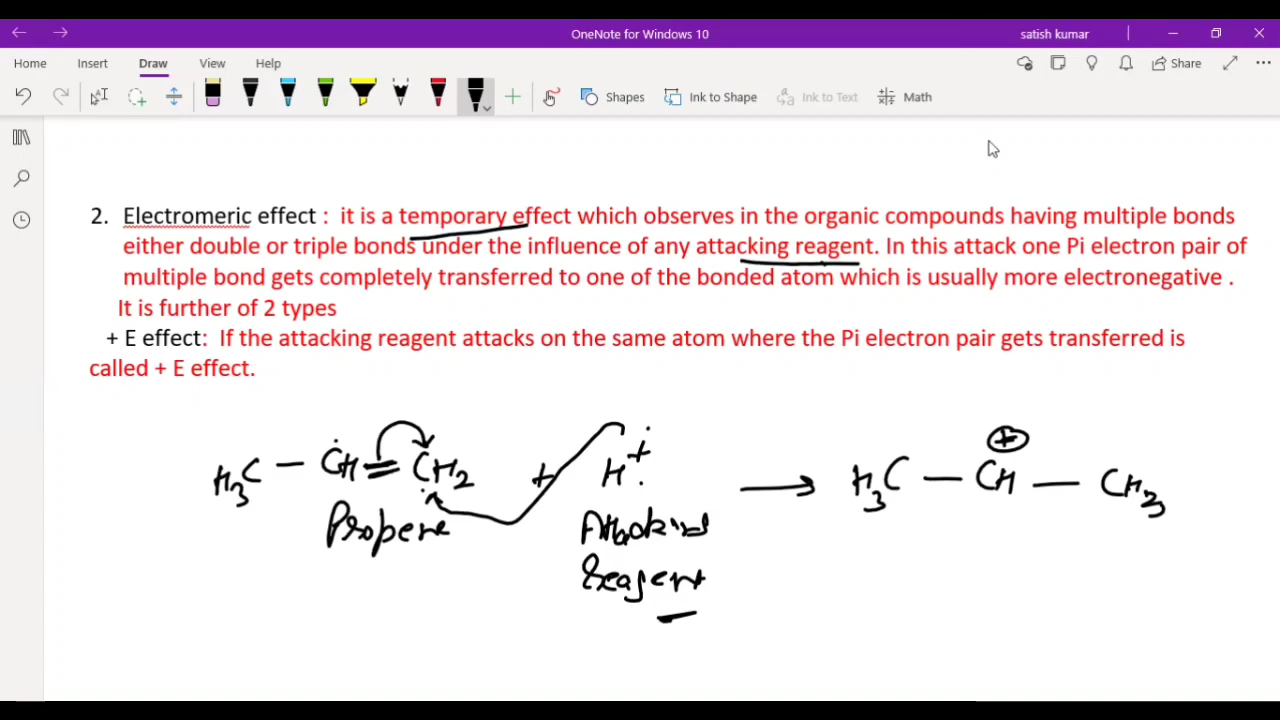 OneNote for Windows 10
satish kumar
Home Insert Draw View Help
Share
Shapes Ink to Shape Ink to Text Math
2. Electromeric effect : it is a temporary effect which observes in the organic compounds having multiple bonds
either double or triple bonds under the influence of any attacking reagent. In this attack one Pi electron pair of
multiple bond gets completely transferred to one of the bonded atom which is usually more electronegative .
It is further of 2 types
+ E effect: If the attacking reagent attacks on the same atom where the Pi electron pair gets transferred is
called + E effect.
H3C - CH = CH2 + H+ → H3C - CH - CH3
+
Propene
Reagent